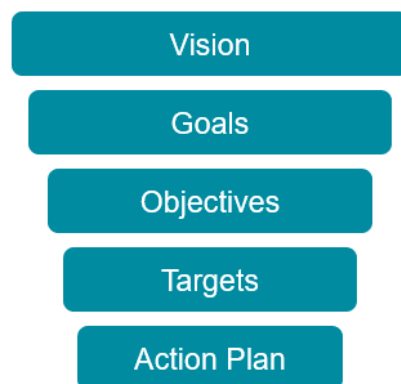 Vision
Goals
Objectives
Targets
Action Plan